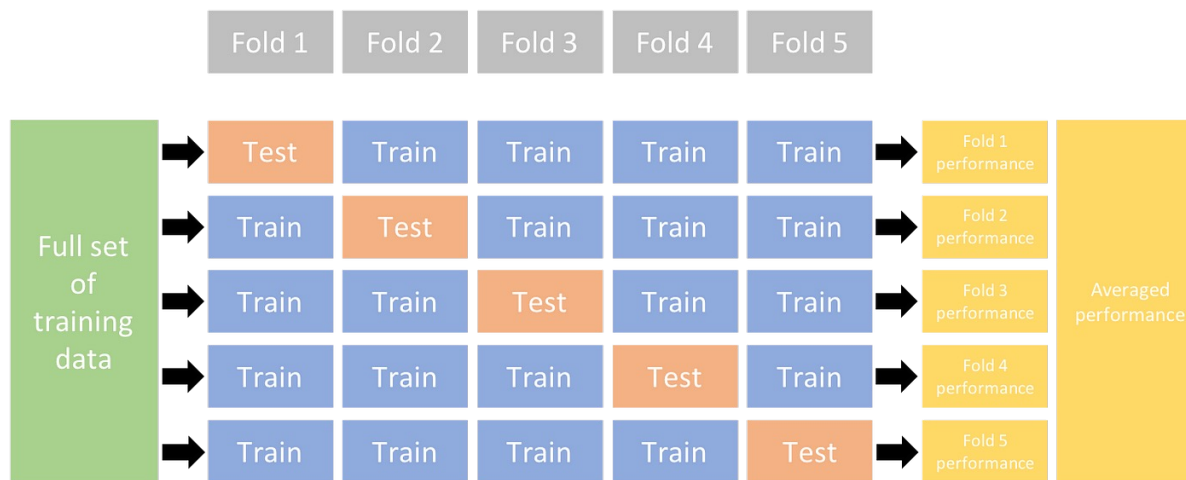 Fold 1 Fold 2 Fold 3 Fold 4 Fold 5
Full set
of
training
data
Test Train Train Train Train
Train Test Train Train Train
Train Train Test Train Train
Train Train Train Test Train
Train Train Train Train Test
Fold 1
performance
Fold 2
performance
Fold 3
performance
Fold 4
performance
Fold 5
performance
Averaged
performance